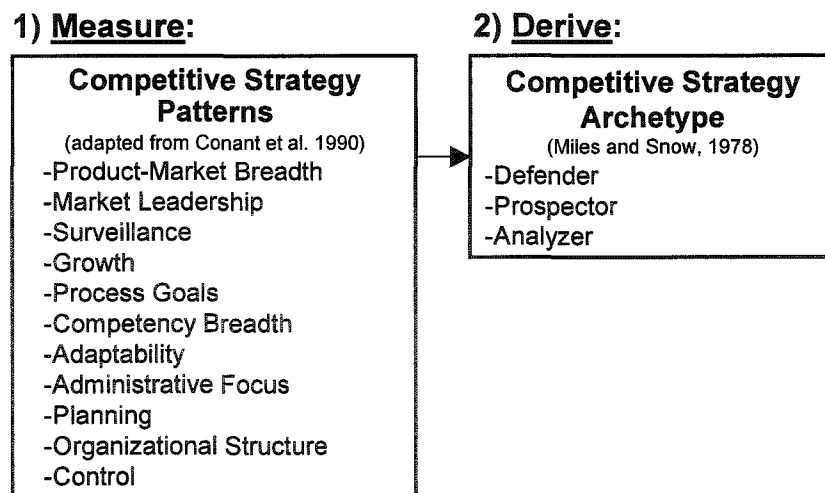 1) Measure:
Competitive Strategy
Patterns
(adapted from Conant et al. 1990)
-Product-Market Breadth
-Market Leadership
-Surveillance
-Growth
-Process Goals
-Competency Breadth
-Adaptability
-Administrative Focus
-Planning
-Organizational Structure
-Control
2) Derive:
Competitive Strategy
Archetype
(Miles and Snow, 1978)
-Defender
-Prospector
-Analyzer